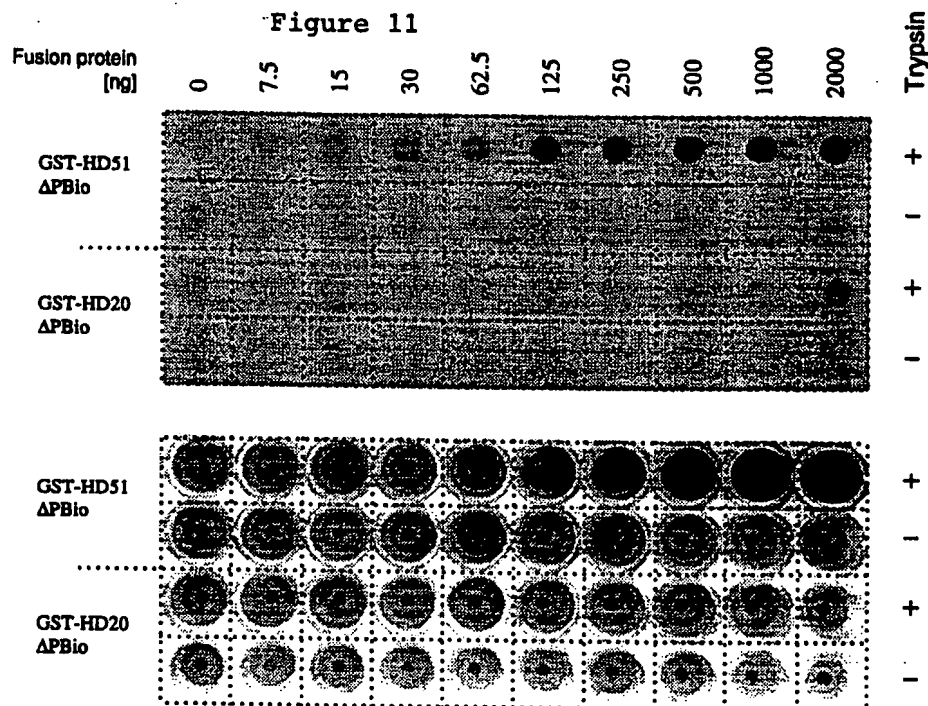 Figure 11
Fusion protein
[ng]
0 7.5 15 30 62.5 125 250 500 1000 2000
Trypsin
GST-HD51
ΔPBio
+
−
GST-HD20
ΔPBio
+
−
GST-HD51
ΔPBio
+
−
GST-HD20
ΔPBio
+
−